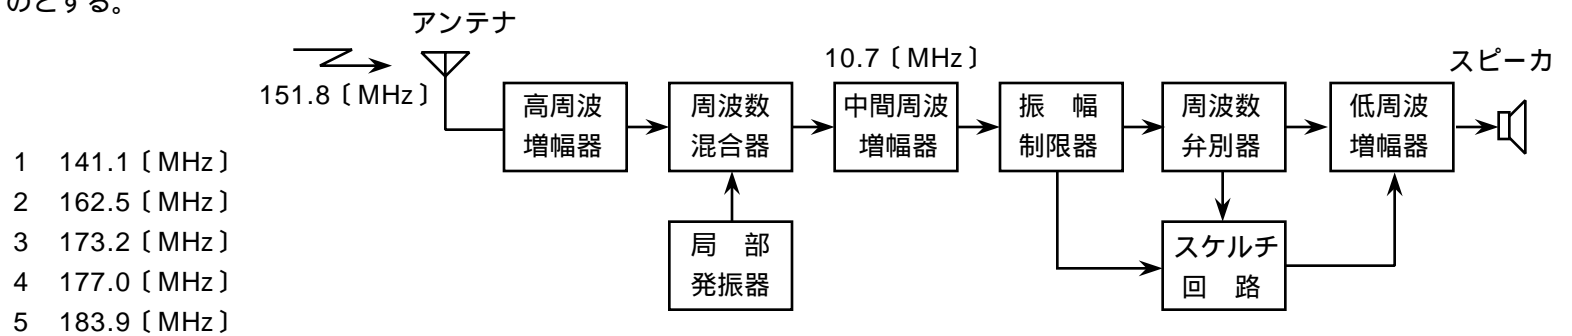 のとする。
アンテナ
151.8〔MHz〕
高周波
増幅器
周波数
混合器
10.7〔MHz〕
中間周波
増幅器
振 幅
制限器
周波数
弁別器
低周波
増幅器
スピーカ
局 部
発振器
スケルチ
回 路
1 141.1〔MHz〕
2 162.5〔MHz〕
3 173.2〔MHz〕
4 177.0〔MHz〕
5 183.9〔MHz〕